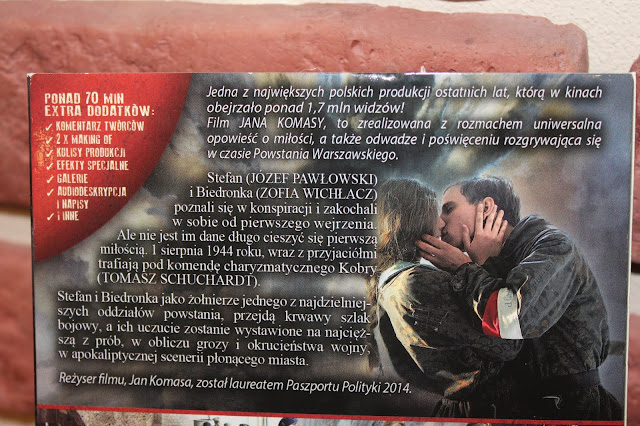 PONAD 70 MIN
EXTRA DODATKÓW:
✓ KOMENTARZ TWÓRCÓW
✓ 2 X MAKING OF
✓ KULISY PRODUKCJI
✓ EFEKTY SPECJALNE
✓ GALERIE
✓ AUDIODESKRYPCJA
I NAPISY
✓ I INNE
Jedna z największych polskich produkcji ostatnich lat, którą w kinach
obejrzało ponad 1,7 mln widzów!
Film JANA KOMASY, to zrealizowana z rozmachem uniwersalna
opowieść o miłości, a także odwadze i poświęceniu rozgrywająca się
w czasie Powstania Warszawskiego.
Stefan (JÓZEF PAWŁOWSKI)
i Biedronka (ZOFIA WICHŁACZ)
poznali się w konspiracji i zakochali
w sobie od pierwszego wejrzenia.
Ale nie jest im dane długo cieszyć się pierwszą
miłością. 1 sierpnia 1944 roku, wraz z przyjaciółmi
trafiają pod komendę charyzmatycznego Kobry
(TOMASZ SCHUCHARDT).
Stefan i Biedronka jako żołnierze jednego z najdzielniej-
szych oddziałów powstania, przejdą krwawy szlak
bojowy, a ich uczucie zostanie wystawione na najcięż-
szą z prób, w obliczu grozy i okrucieństwa wojny,
w apokaliptycznej scenerii płonącego miasta.
Reżyser filmu, Jan Komasa, został laureatem Paszportu Polityki 2014.